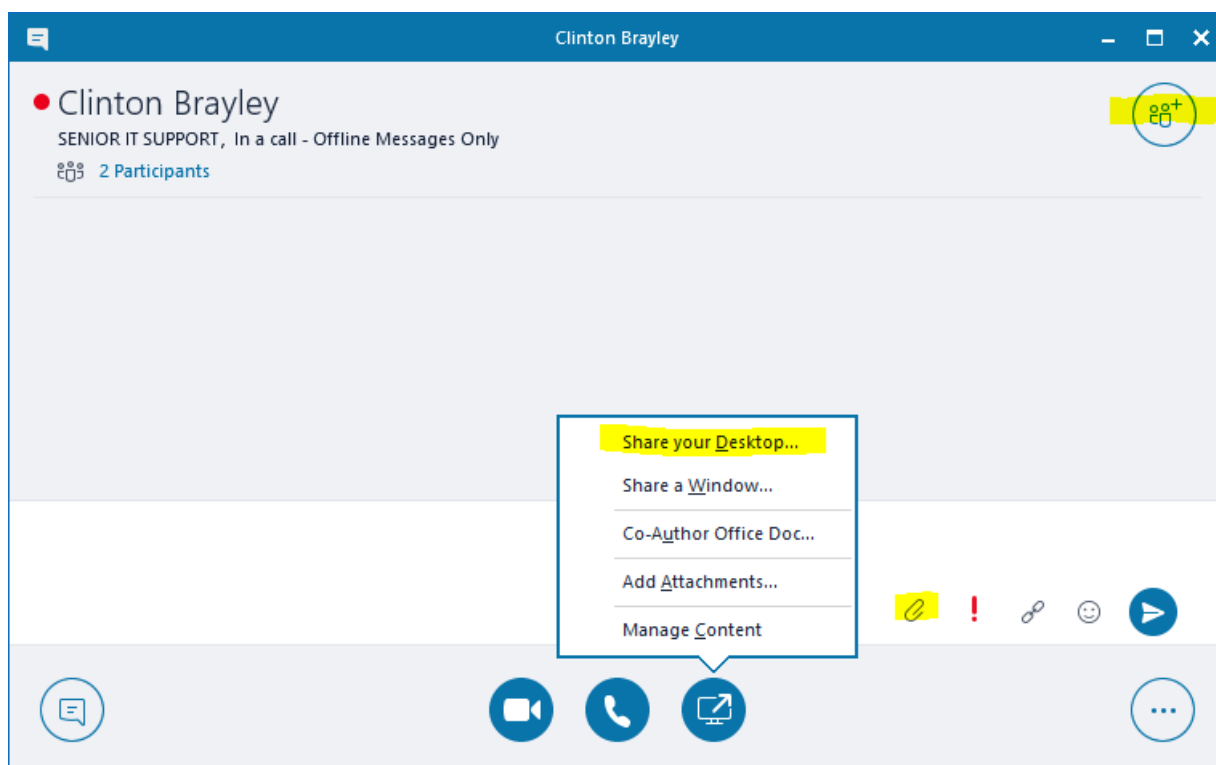 Clinton Brayley
Clinton Brayley
SENIOR IT SUPPORT, In a call - Offline Messages Only
2 Participants
Share your Desktop...
Share a Window...
Co-Author Office Doc...
Add Attachments...
Manage Content